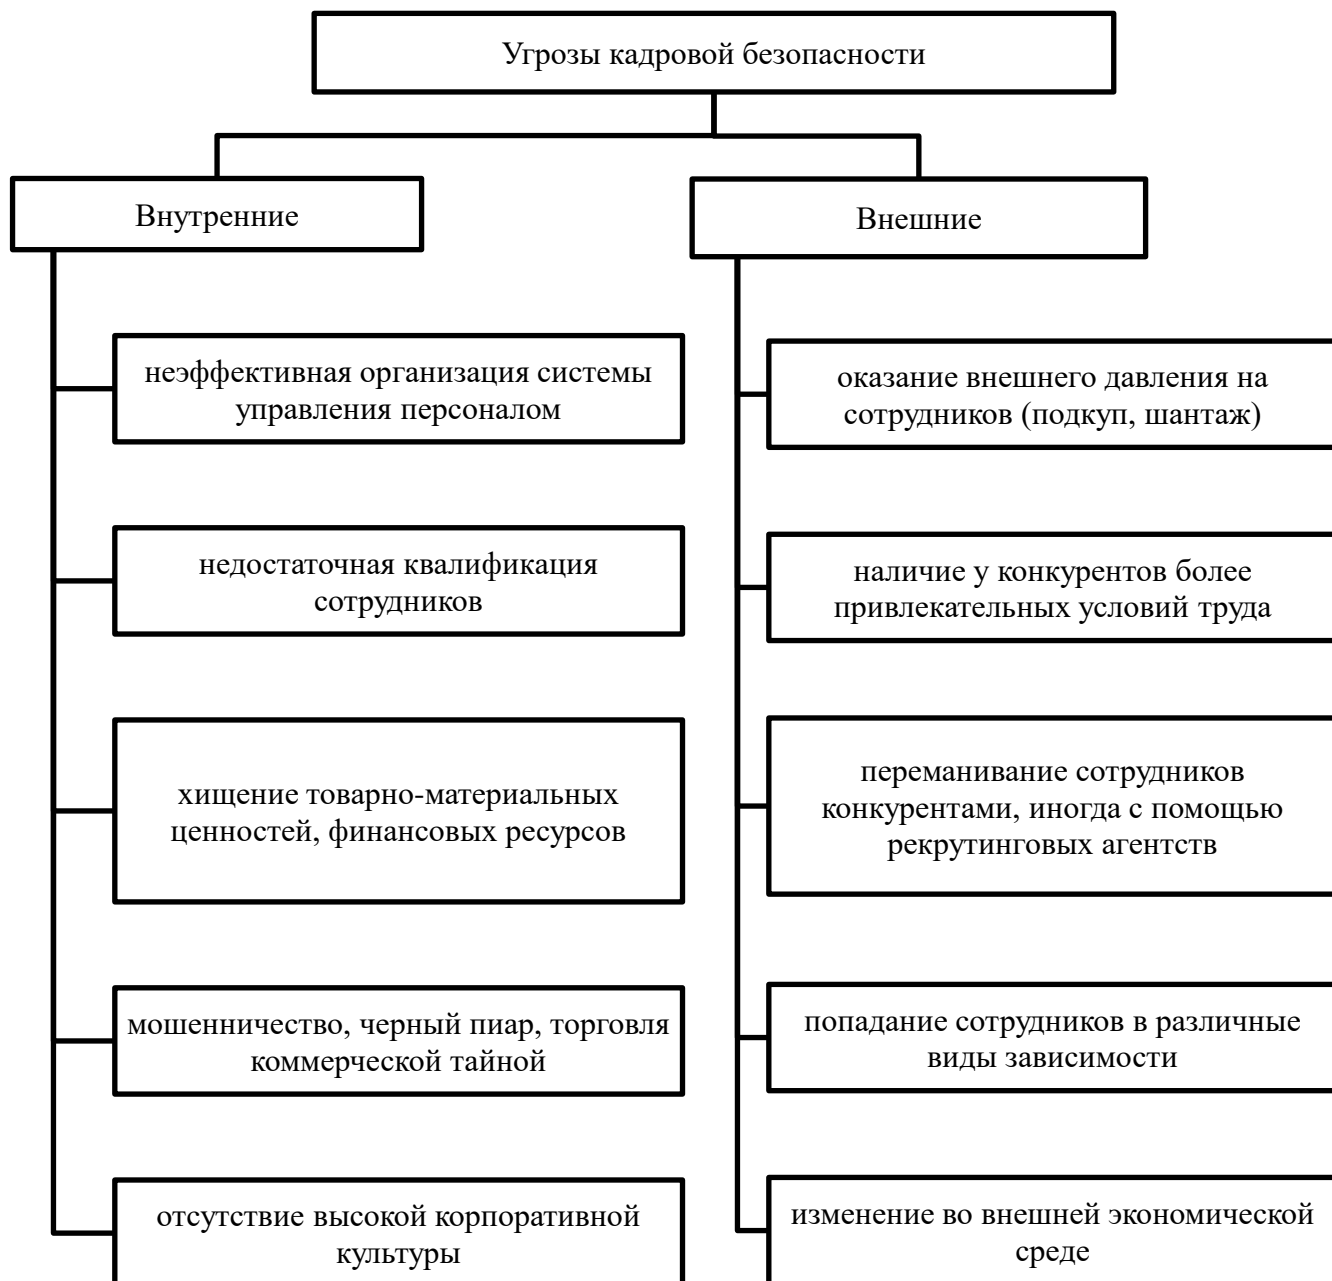 Угрозы кадровой безопасности
Внутренние
неэффективная организация системы
управления персоналом
недостаточная квалификация
сотрудников
хищение товарно-материальных
ценностей, финансовых ресурсов
мошенничество, черный пиар, торговля
коммерческой тайной
отсутствие высокой корпоративной
культуры
Внешние
оказание внешнего давления на
сотрудников (подкуп, шантаж)
наличие у конкурентов более
привлекательных условий труда
переманивание сотрудников
конкурентами, иногда с помощью
рекрутинговых агентств
попадание сотрудников в различные
виды зависимости
изменение во внешней экономической
среде